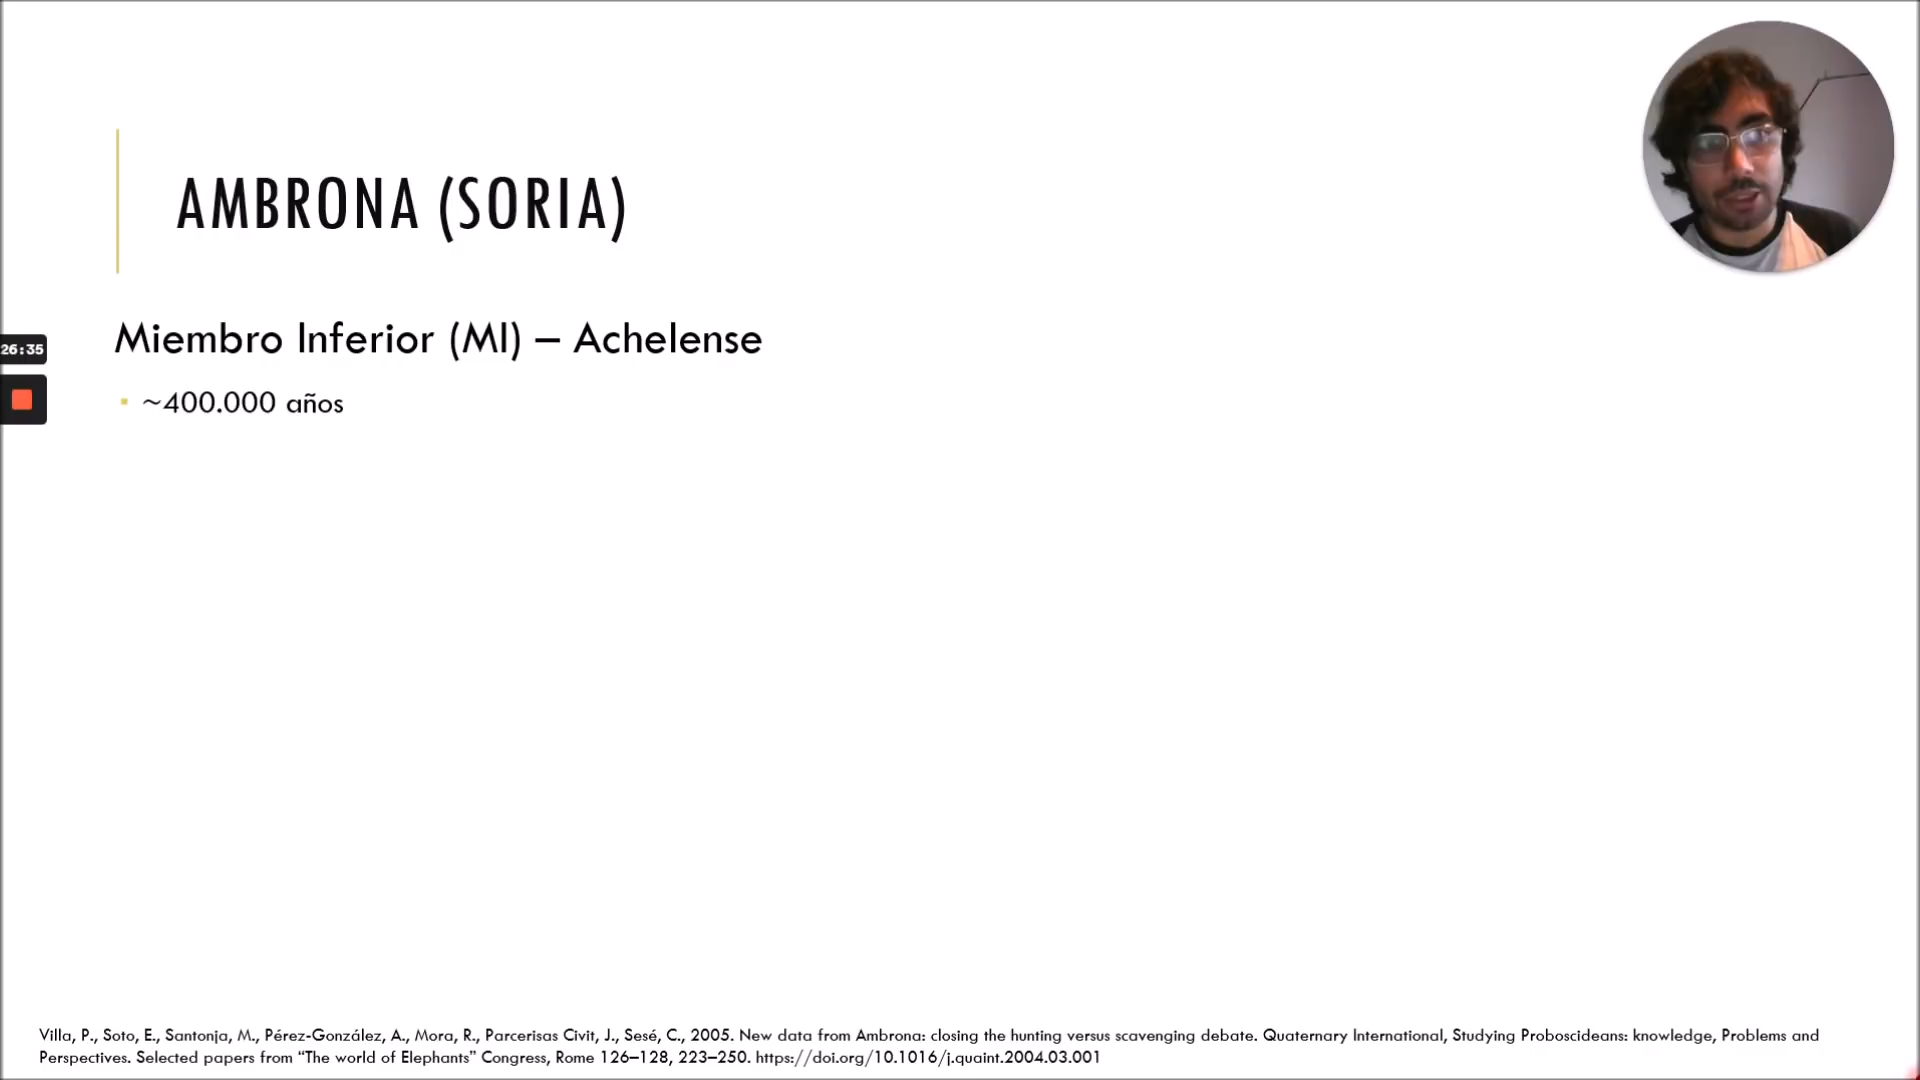 AMBRONA (SORIA)
Miembro Inferior (MI) – Achelense
26:35
▪ ~400.000 años
Villa, P., Soto, E., Santonja, M., Pérez-González, A., Mora, R., Parcerisas Civit, J., Sesé, C., 2005. New data from Ambrona: closing the hunting versus scavenging debate. Quaternary International, Studying Proboscideans: knowledge, Problems and
Perspectives. Selected papers from “The world of Elephants” Congress, Rome 126–128, 223–250. https://doi.org/10.1016/j.quaint.2004.03.001